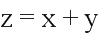 z = x + y